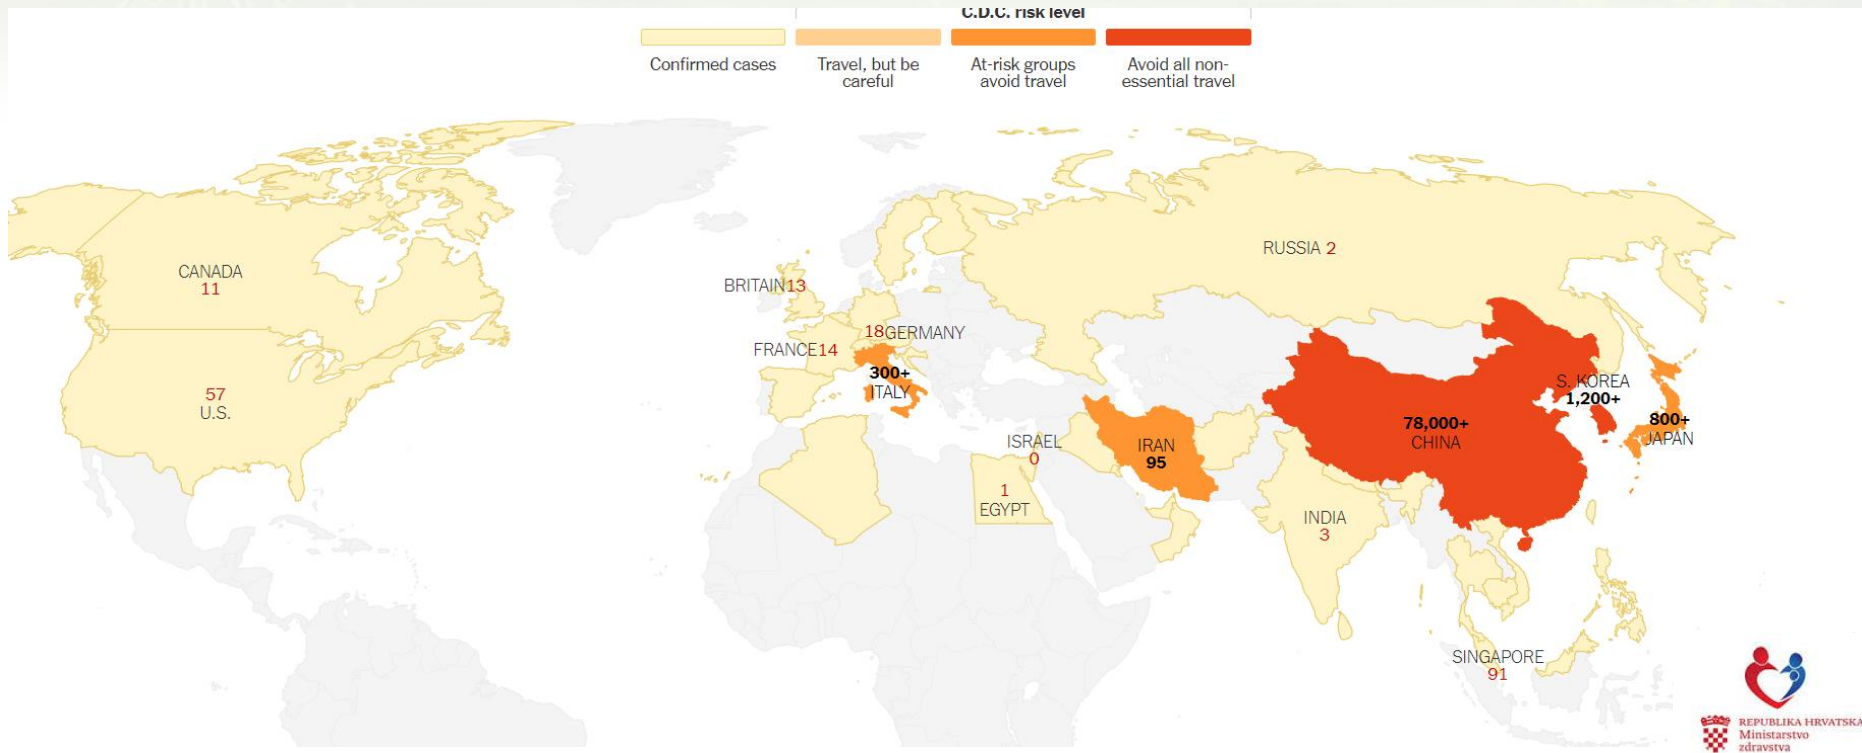 C.D.C. risk level
Confirmed cases
Travel, but be
careful
At-risk groups
avoid travel
Avoid all non-
essential travel
CANADA
11
RUSSIA 2
BRITAIN13
18GERMANY
FRANCE14
300+
ITALY
57
U.S.
S. KOREA
1,200+
78,000+
CHINA
800+
JAPAN
ISRAEL
0
IRAN
95
1
EGYPT
INDIA
3
SINGAPORE
91
REPUBLIKA HRVATSKA
Ministarstvo
zdravstva